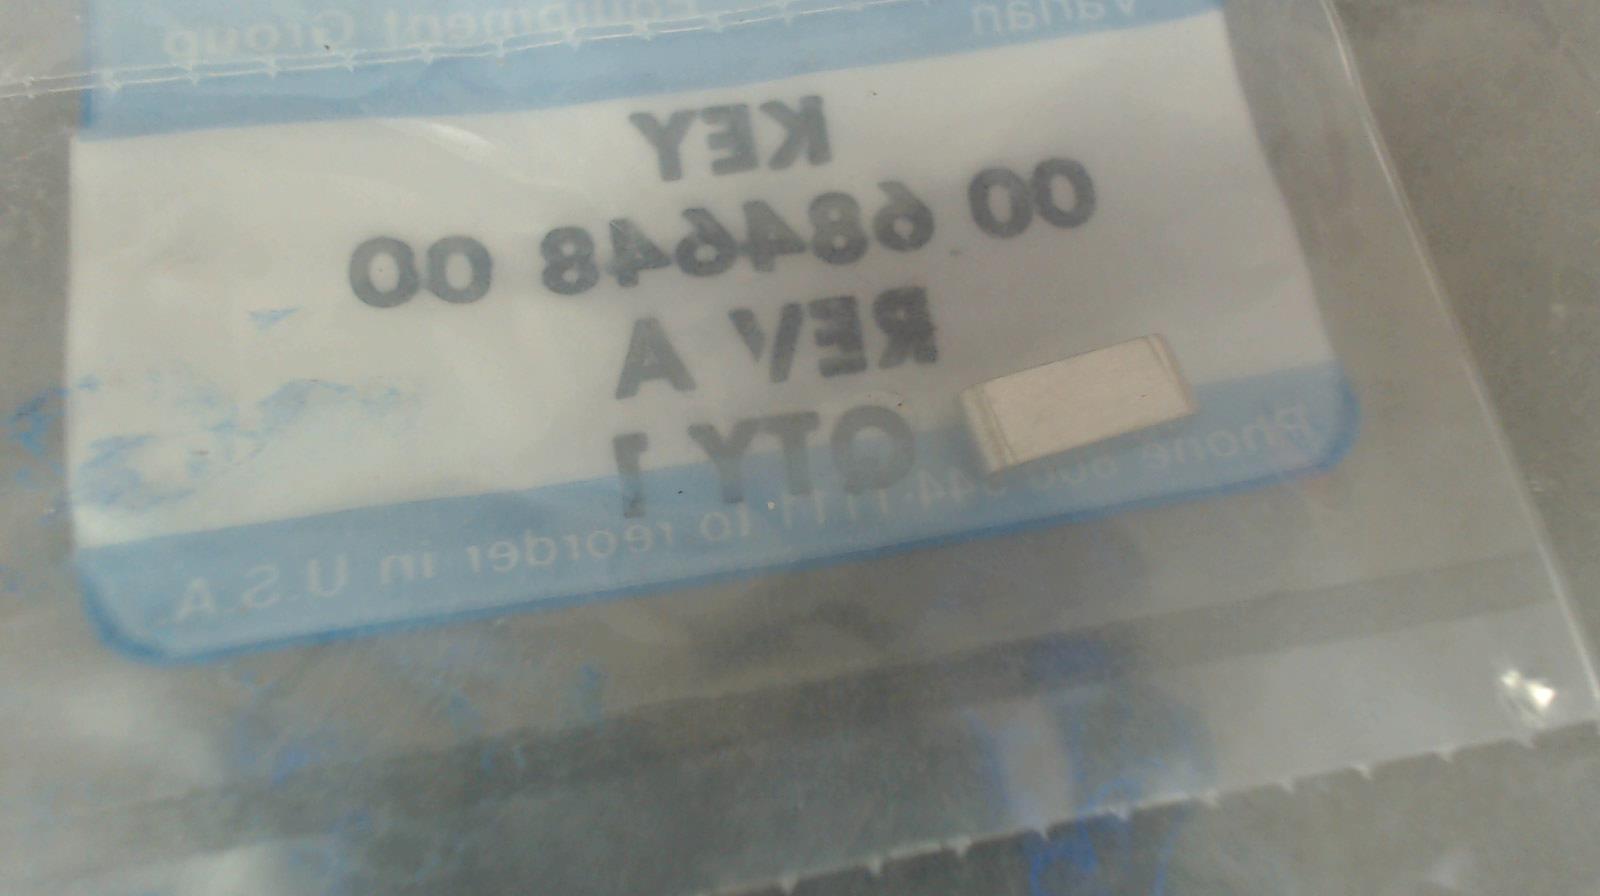 Varian Equipment Group
KEY
00 684648 00
REV A
QTY 1
Phone 800 544-1111 to reorder in U.S.A.